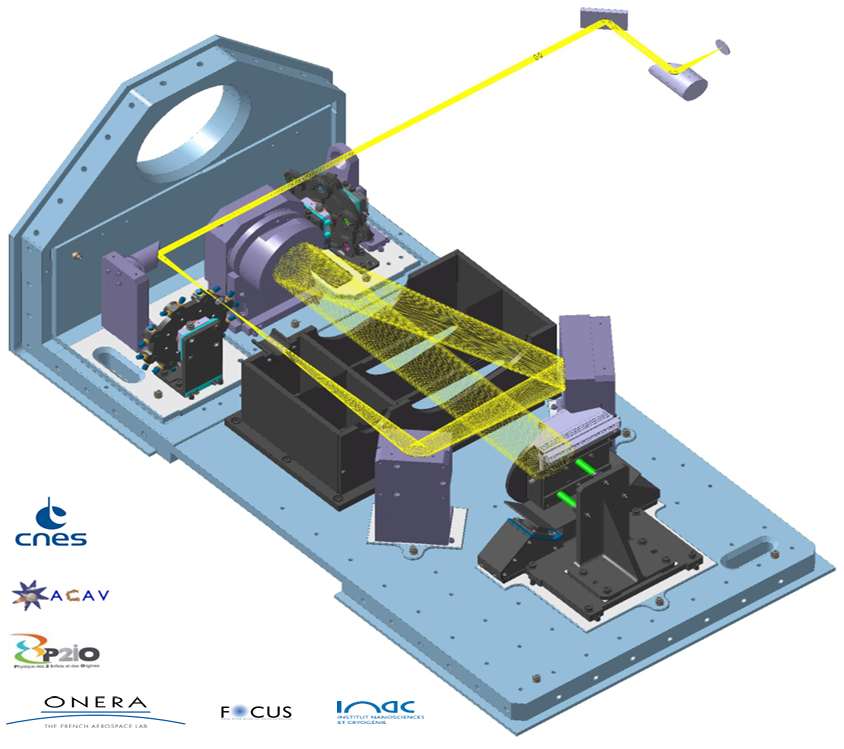 cnes
ACAV
P2iO
Physique des 2 Infinis et des Origines
ONERA
THE FRENCH AEROSPACE LAB
FOCUS
inac
INSTITUT NANOSCIENCES
ET CRYOGÉNIE